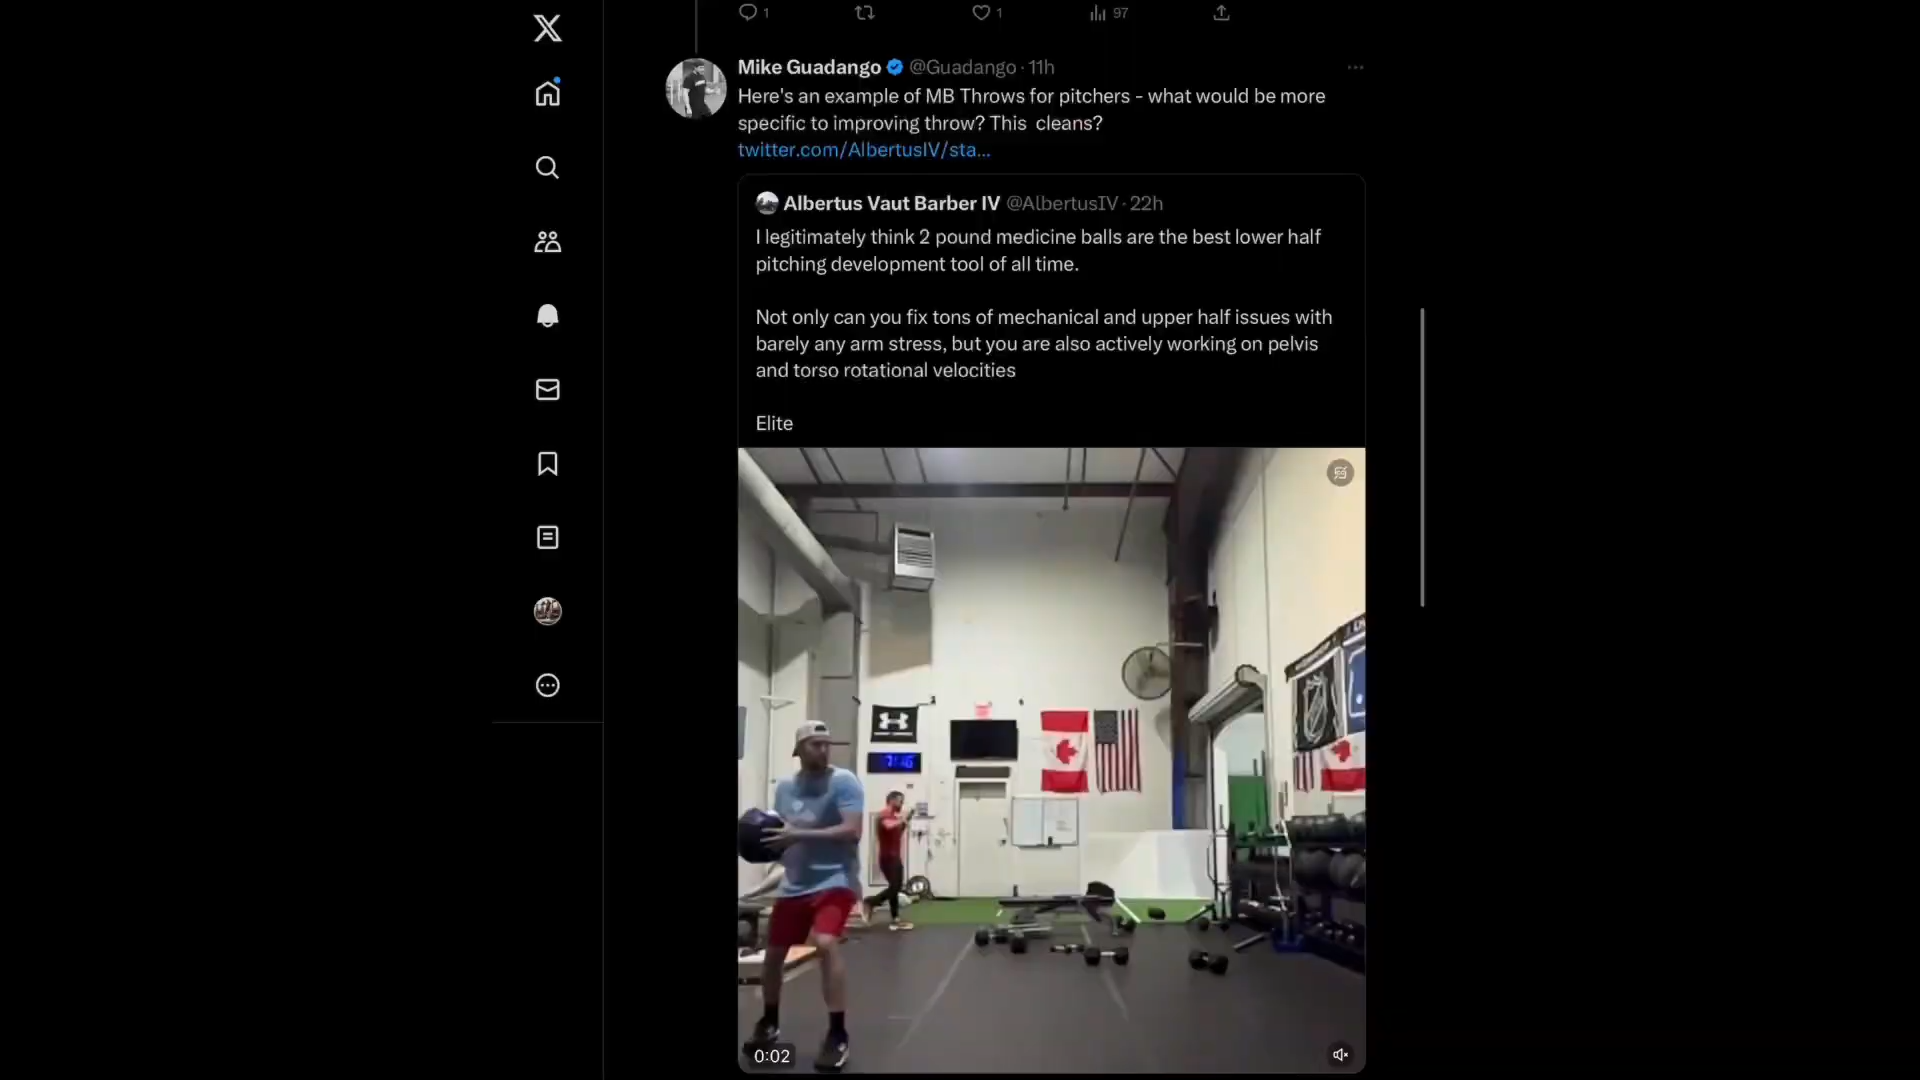 1
1
97
Mike Guadango @Guadango · 11h
Here's an example of MB Throws for pitchers - what would be more
specific to improving throw? This  cleans?
twitter.com/AlbertusIV/sta...
Albertus Vaut Barber IV @AlbertusIV · 22h
I legitimately think 2 pound medicine balls are the best lower half
pitching development tool of all time.
Not only can you fix tons of mechanical and upper half issues with
barely any arm stress, but you are also actively working on pelvis
and torso rotational velocities
Elite
0:02